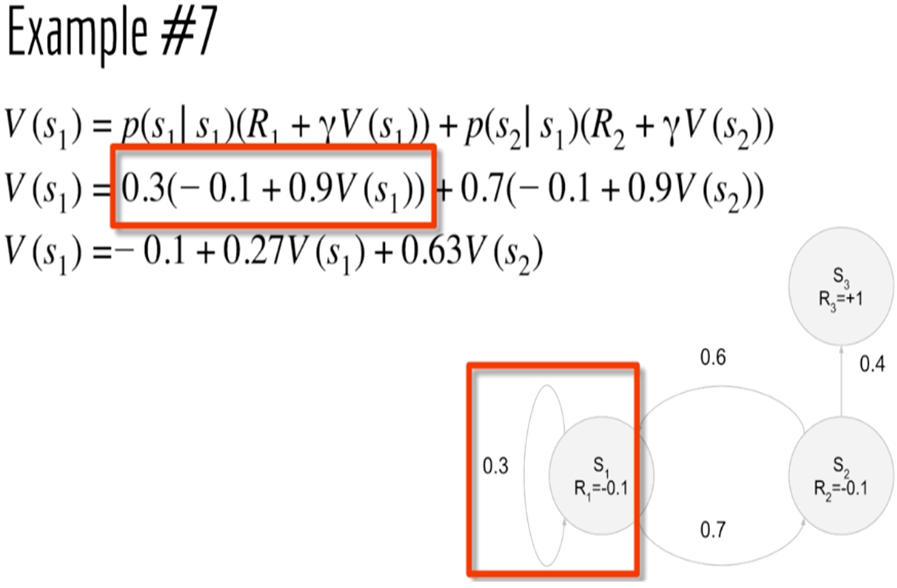 Example #7
V(s₁) = p(s₁| s₁)(R₁ + γV(s₁)) + p(s₂| s₁)(R₂ + γV(s₂))
V(s₁) = 0.3(− 0.1 + 0.9V(s₁)) + 0.7(− 0.1 + 0.9V(s₂))
V(s₁) =− 0.1 + 0.27V(s₁) + 0.63V(s₂)
S₃
R₃=+1
0.6
0.4
0.3
S₁
R₁=-0.1
S₂
R₂=-0.1
0.7